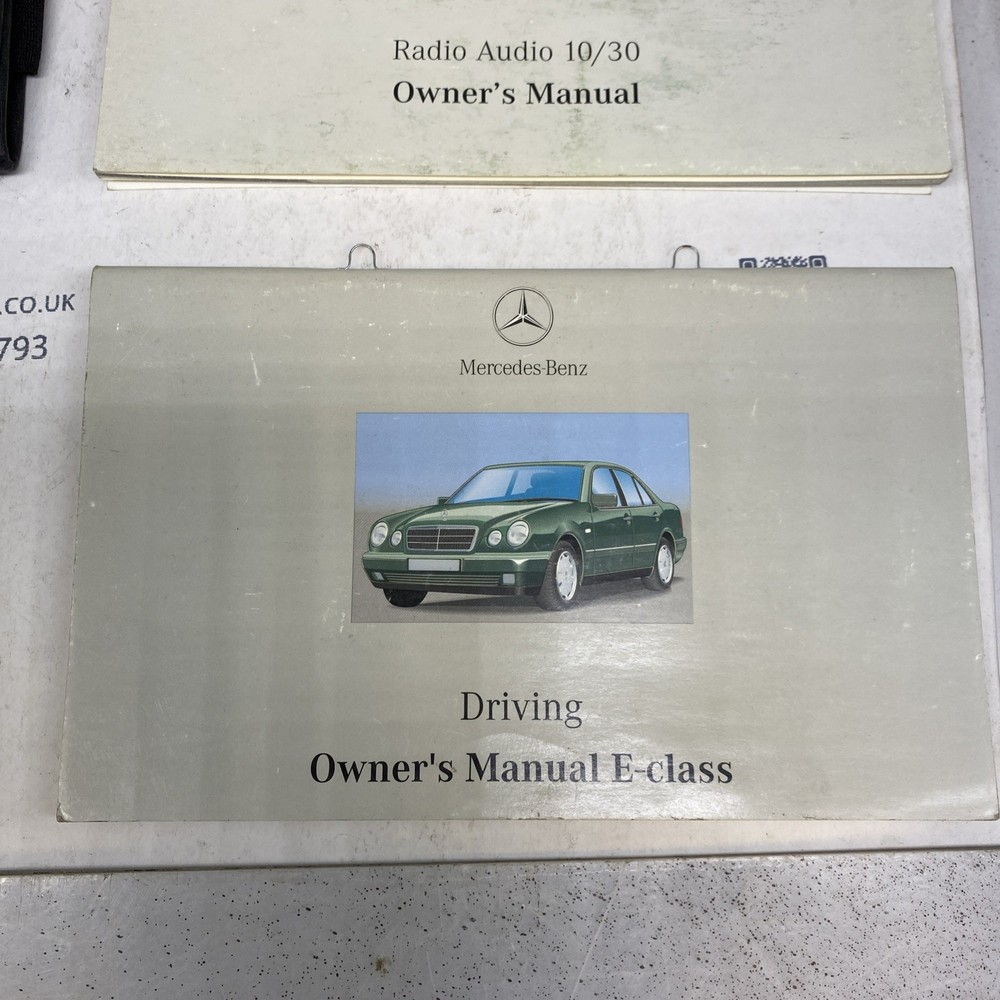 Radio Audio 10/30
Owner's Manual
.CO.UK
793
Mercedes-Benz
Driving
Owner's Manual E-class